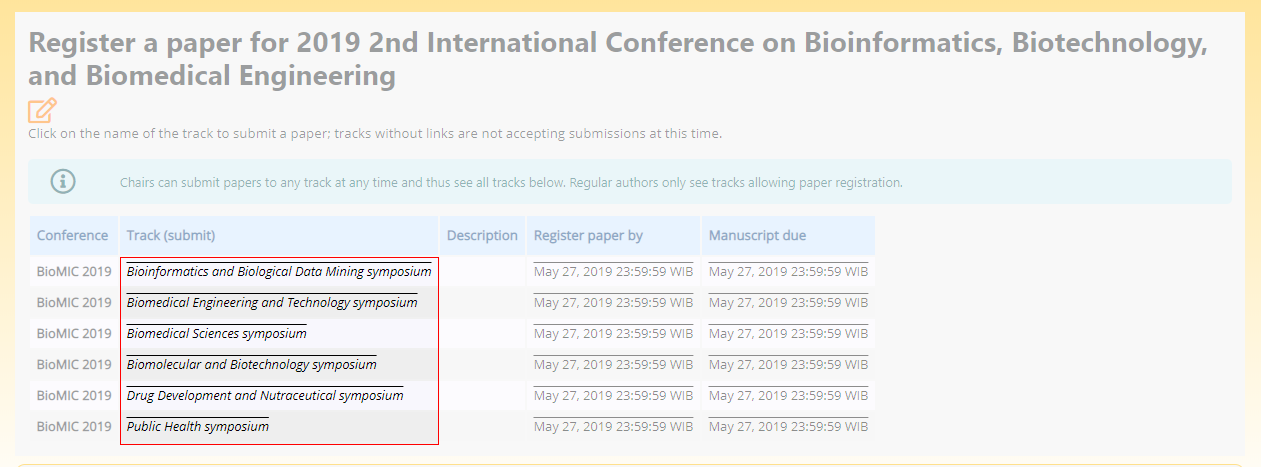 Register a paper for 2019 2nd International Conference on Bioinformatics, Biotechnology,
and Biomedical Engineering
Click on the name of the track to submit a paper; tracks without links are not accepting submissions at this time.
Chairs can submit papers to any track at any time and thus see all tracks below. Regular authors only see tracks allowing paper registration.
Conference Track (submit) Description Register paper by Manuscript due
BioMIC 2019 Bioinformatics and Biological Data Mining symposium May 27, 2019 23:59:59 WIB May 27, 2019 23:59:59 WIB
BioMIC 2019 Biomedical Engineering and Technology symposium May 27, 2019 23:59:59 WIB May 27, 2019 23:59:59 WIB
BioMIC 2019 Biomedical Sciences symposium May 27, 2019 23:59:59 WIB May 27, 2019 23:59:59 WIB
BioMIC 2019 Biomolecular and Biotechnology symposium May 27, 2019 23:59:59 WIB May 27, 2019 23:59:59 WIB
BioMIC 2019 Drug Development and Nutraceutical symposium May 27, 2019 23:59:59 WIB May 27, 2019 23:59:59 WIB
BioMIC 2019 Public Health symposium May 27, 2019 23:59:59 WIB May 27, 2019 23:59:59 WIB